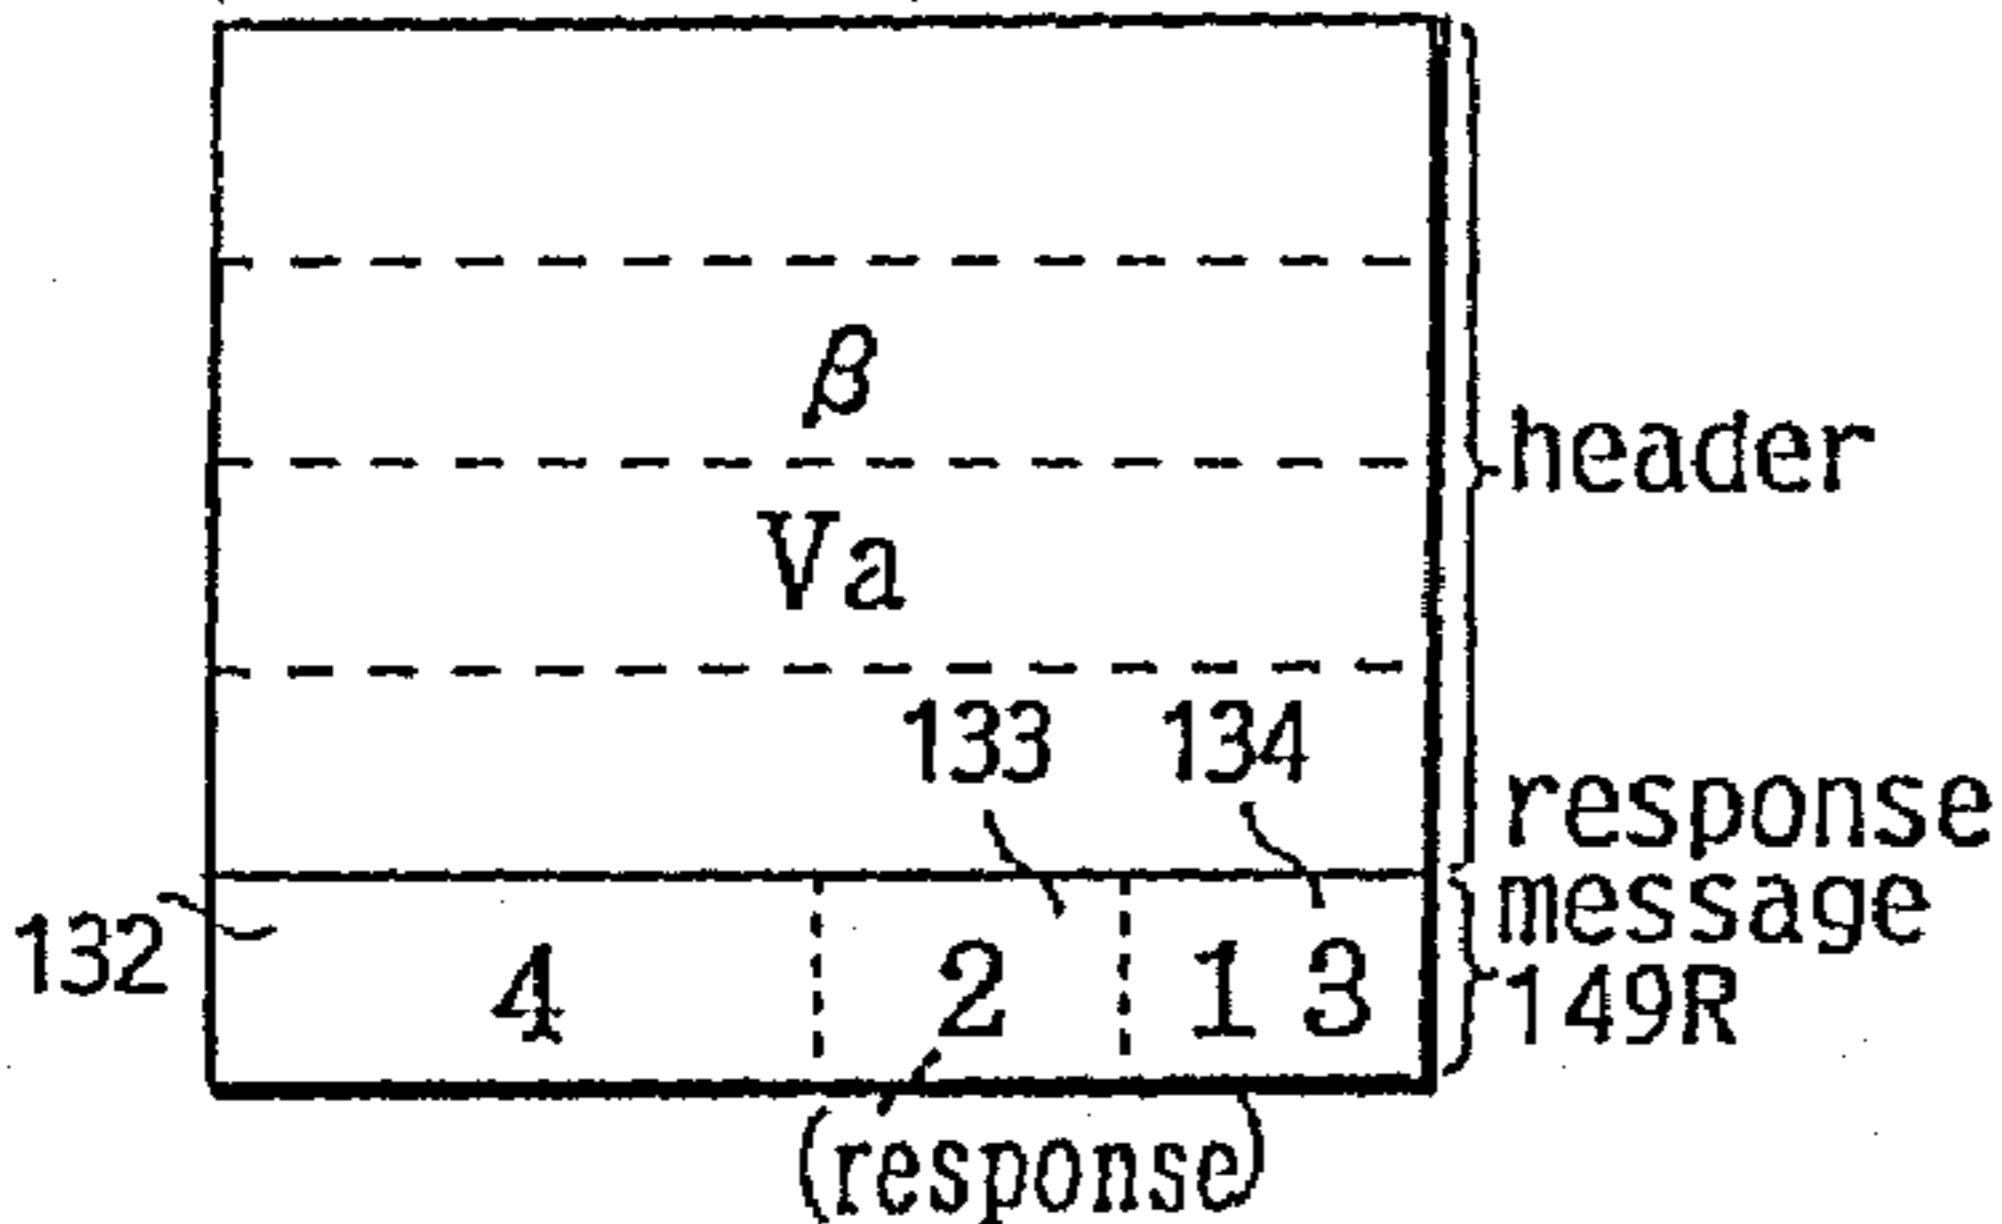 β
header
Va
133 134
response
message
149R
132
4 2 1 3
(response)